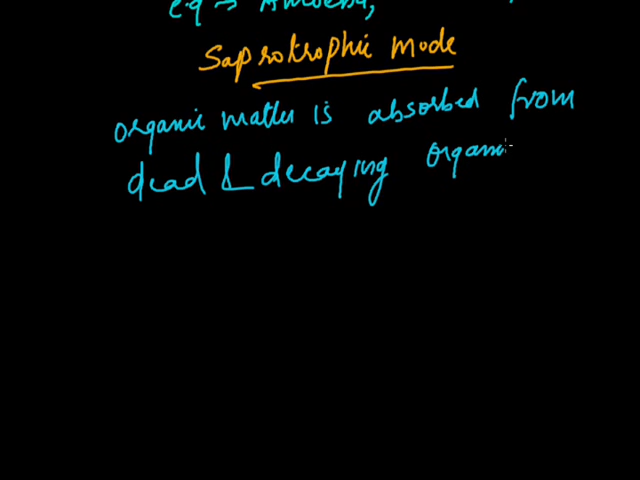 eg → Amoeba,
Saprotrophic mode
organic matter is absorbed from
dead & decaying organi